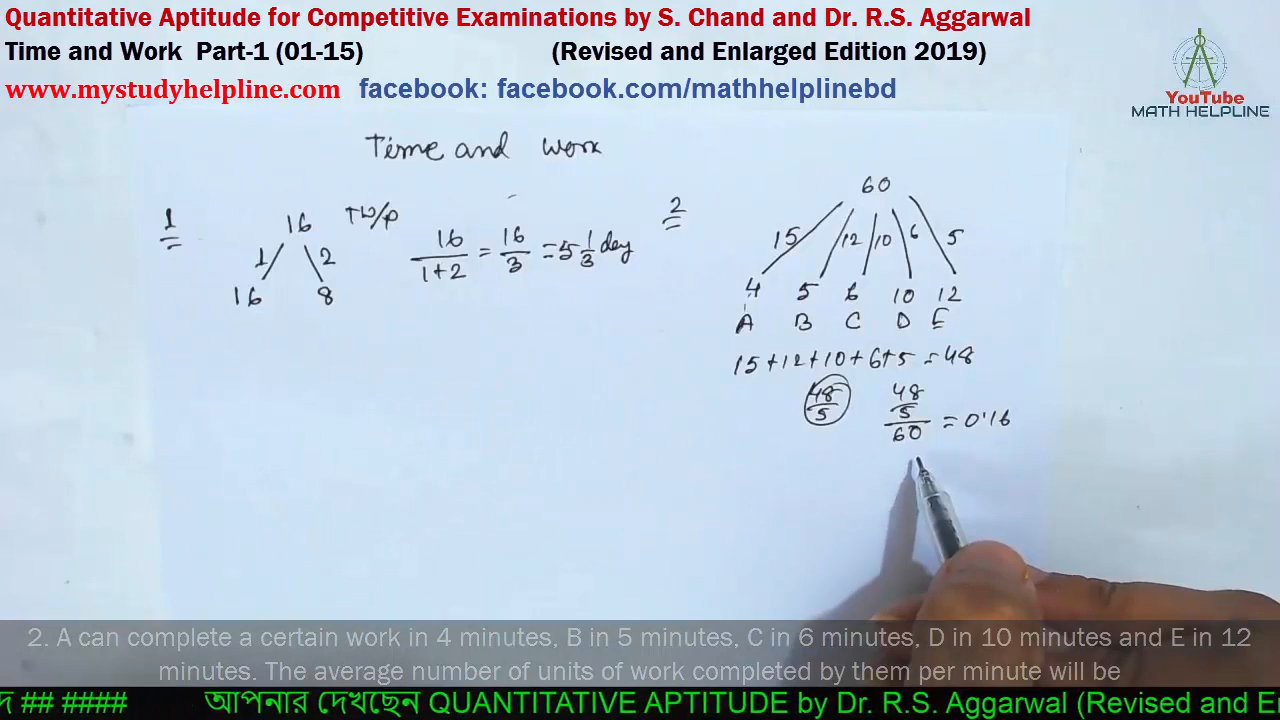 Quantitative Aptitude for Competitive Examinations by S. Chand and Dr. R.S. Aggarwal
Time and Work Part-1 (01-15) (Revised and Enlarged Edition 2019)
www.mystudyhelpline.com facebook: facebook.com/mathhelplinebd
YouTube
MATH HELPLINE
Time and work
1
16 TW/P
1 2
16 8
16/1+2 = 16/3 = 5 1/3 day
2
60
15 12 10 6 5
4 5 6 10 12
A B C D E
15+12+10+6+5 = 48
48/5
48/5/60 = 0.16
2. A can complete a certain work in 4 minutes, B in 5 minutes, C in 6 minutes, D in 10 minutes and E in 12
minutes. The average number of units of work completed by them per minute will be
## #### আপনার দেখছেন QUANTITATIVE APTITUDE by Dr. R.S. Aggarwal (Revised and